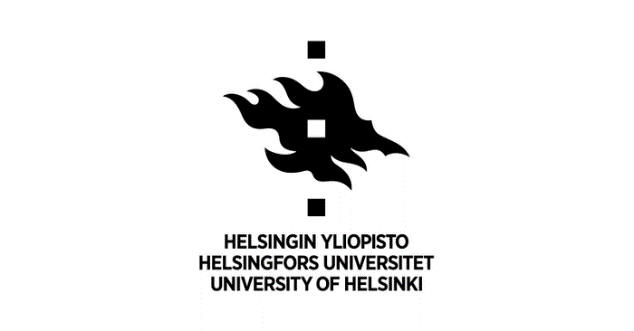 HELSINGIN YLIOPISTO
HELSINGFORS UNIVERSITET
UNIVERSITY OF HELSINKI